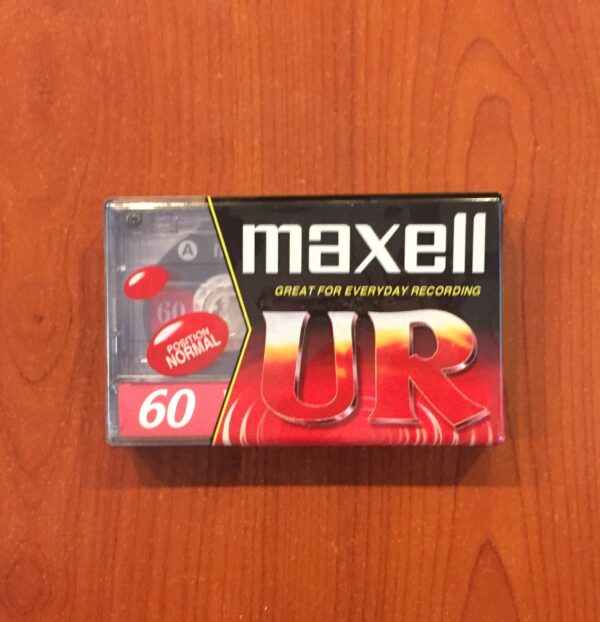 maxell
GREAT FOR EVERYDAY RECORDING
UR
A
60
POSITION
NORMAL
60